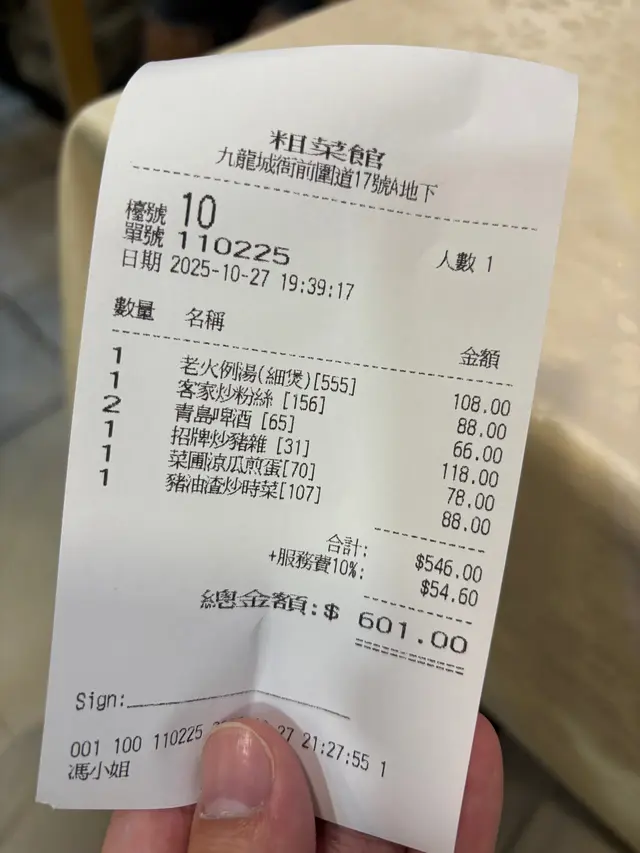 粗菜館
九龍城衙前圍道17號A地下
檯號 10
單號 110225 人數 1
日期 2025-10-27 19:39:17
數量 名稱 金額
1 老火例湯(細煲)[555] 108.00
1 客家炒粉絲 [156] 88.00
2 青島啤酒 [65] 66.00
1 招牌炒豬雜 [31] 118.00
1 菜圃涼瓜煎蛋[70] 78.00
1 豬油渣炒時菜[107] 88.00
合計: $546.00
+服務費10%: $54.60
總金額:$ 601.00
Sign:
001 100 110225 27 21:27:55 1
馮小姐